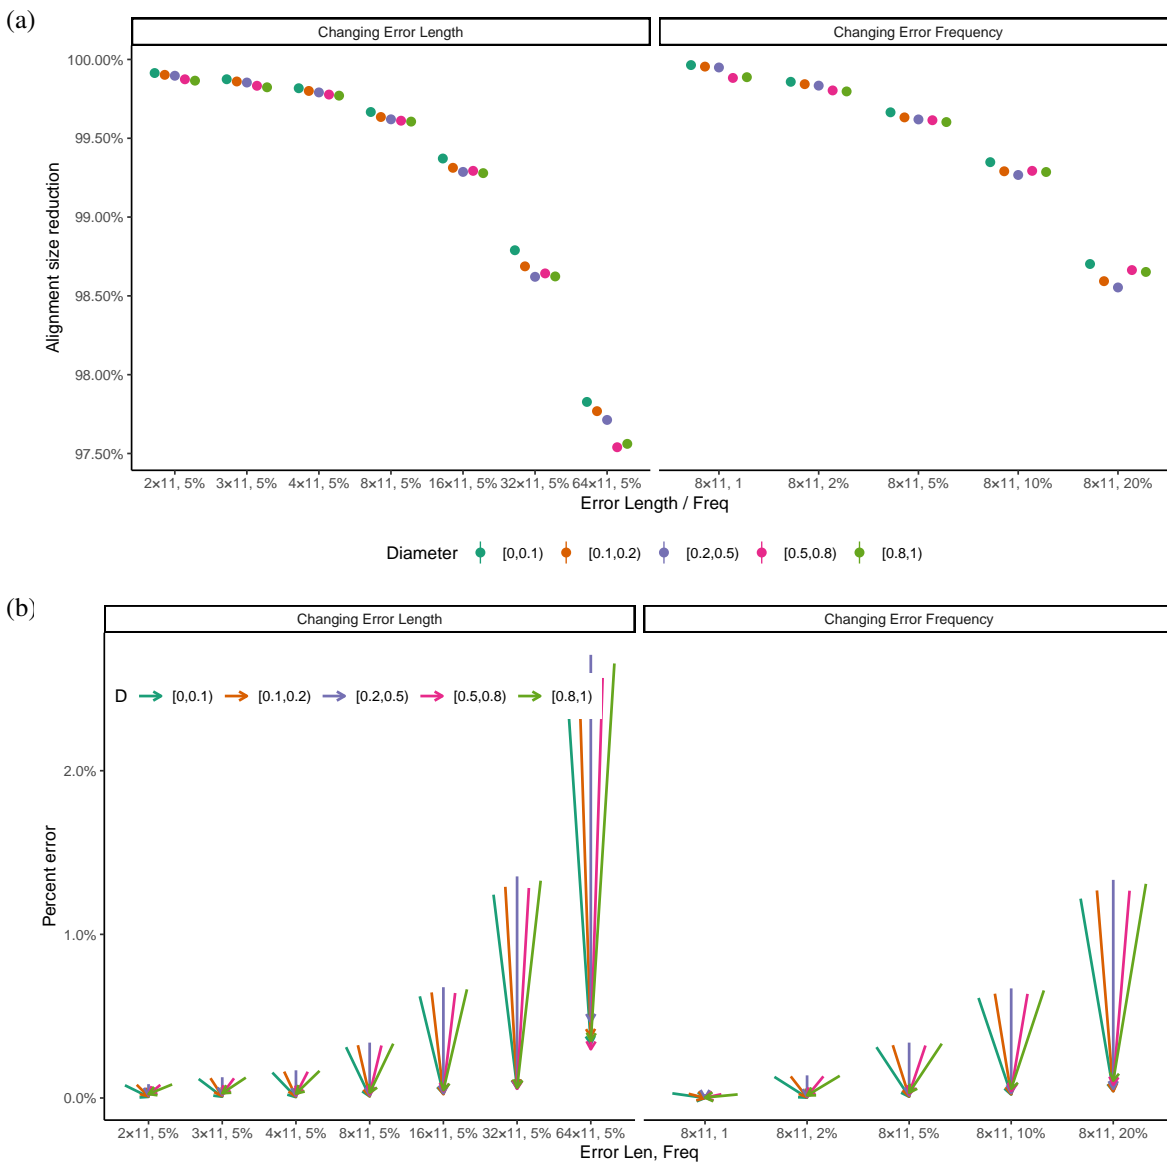 (a)
Changing Error Length
Changing Error Frequency
Alignment size reduction
100.00%
99.50%
99.00%
98.50%
98.00%
97.50%
2×11, 5% 3×11, 5% 4×11, 5% 8×11, 5% 16×11, 5% 32×11, 5% 64×11, 5%
8×11, 1 8×11, 2% 8×11, 5% 8×11, 10% 8×11, 20%
Error Length / Freq
Diameter [0,0.1) [0.1,0.2) [0.2,0.5) [0.5,0.8) [0.8,1)
(b)
Changing Error Length
Changing Error Frequency
D [0,0.1) [0.1,0.2) [0.2,0.5) [0.5,0.8) [0.8,1)
Percent error
2.0%
1.0%
0.0%
2×11, 5% 3×11, 5% 4×11, 5% 8×11, 5% 16×11, 5% 32×11, 5% 64×11, 5%
8×11, 1 8×11, 2% 8×11, 5% 8×11, 10% 8×11, 20%
Error Len, Freq